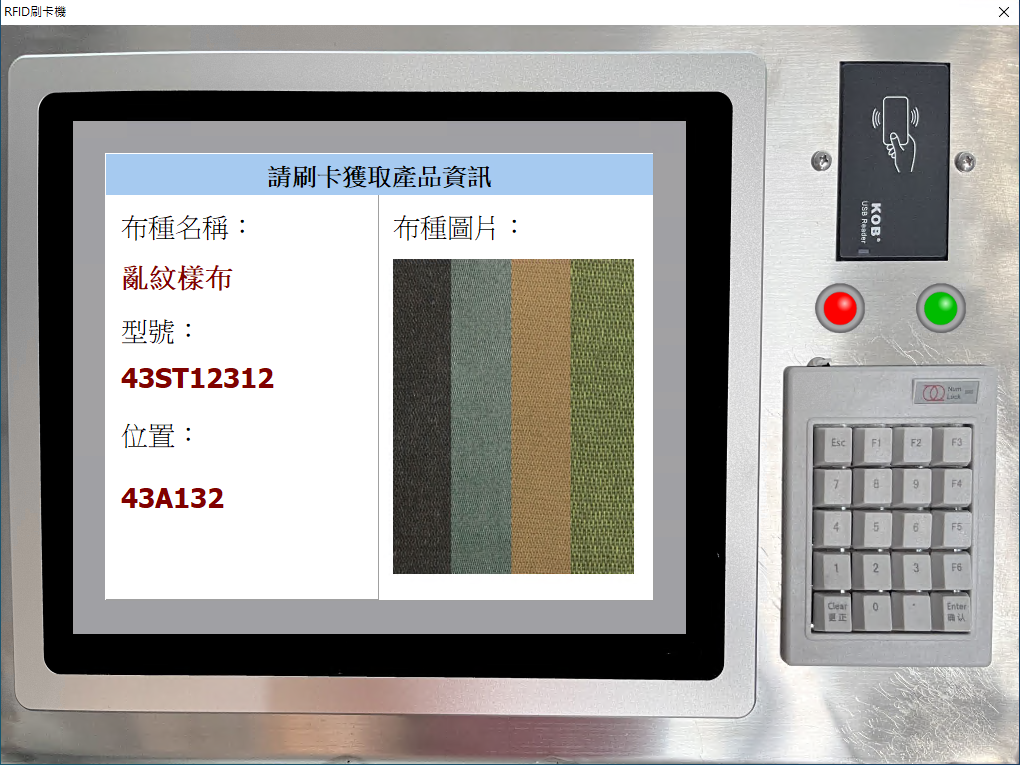 RFID刷卡機
請刷卡獲取產品資訊
布種名稱：
亂紋樣布
型號：
43ST12312
位置：
43A132
布種圖片：
KOB
USB Reader
Num Lock
Esc F1 F2 F3
7 8 9 F4
4 5 6 F5
1 2 3 F6
Clear 更正 0 . Enter 确认